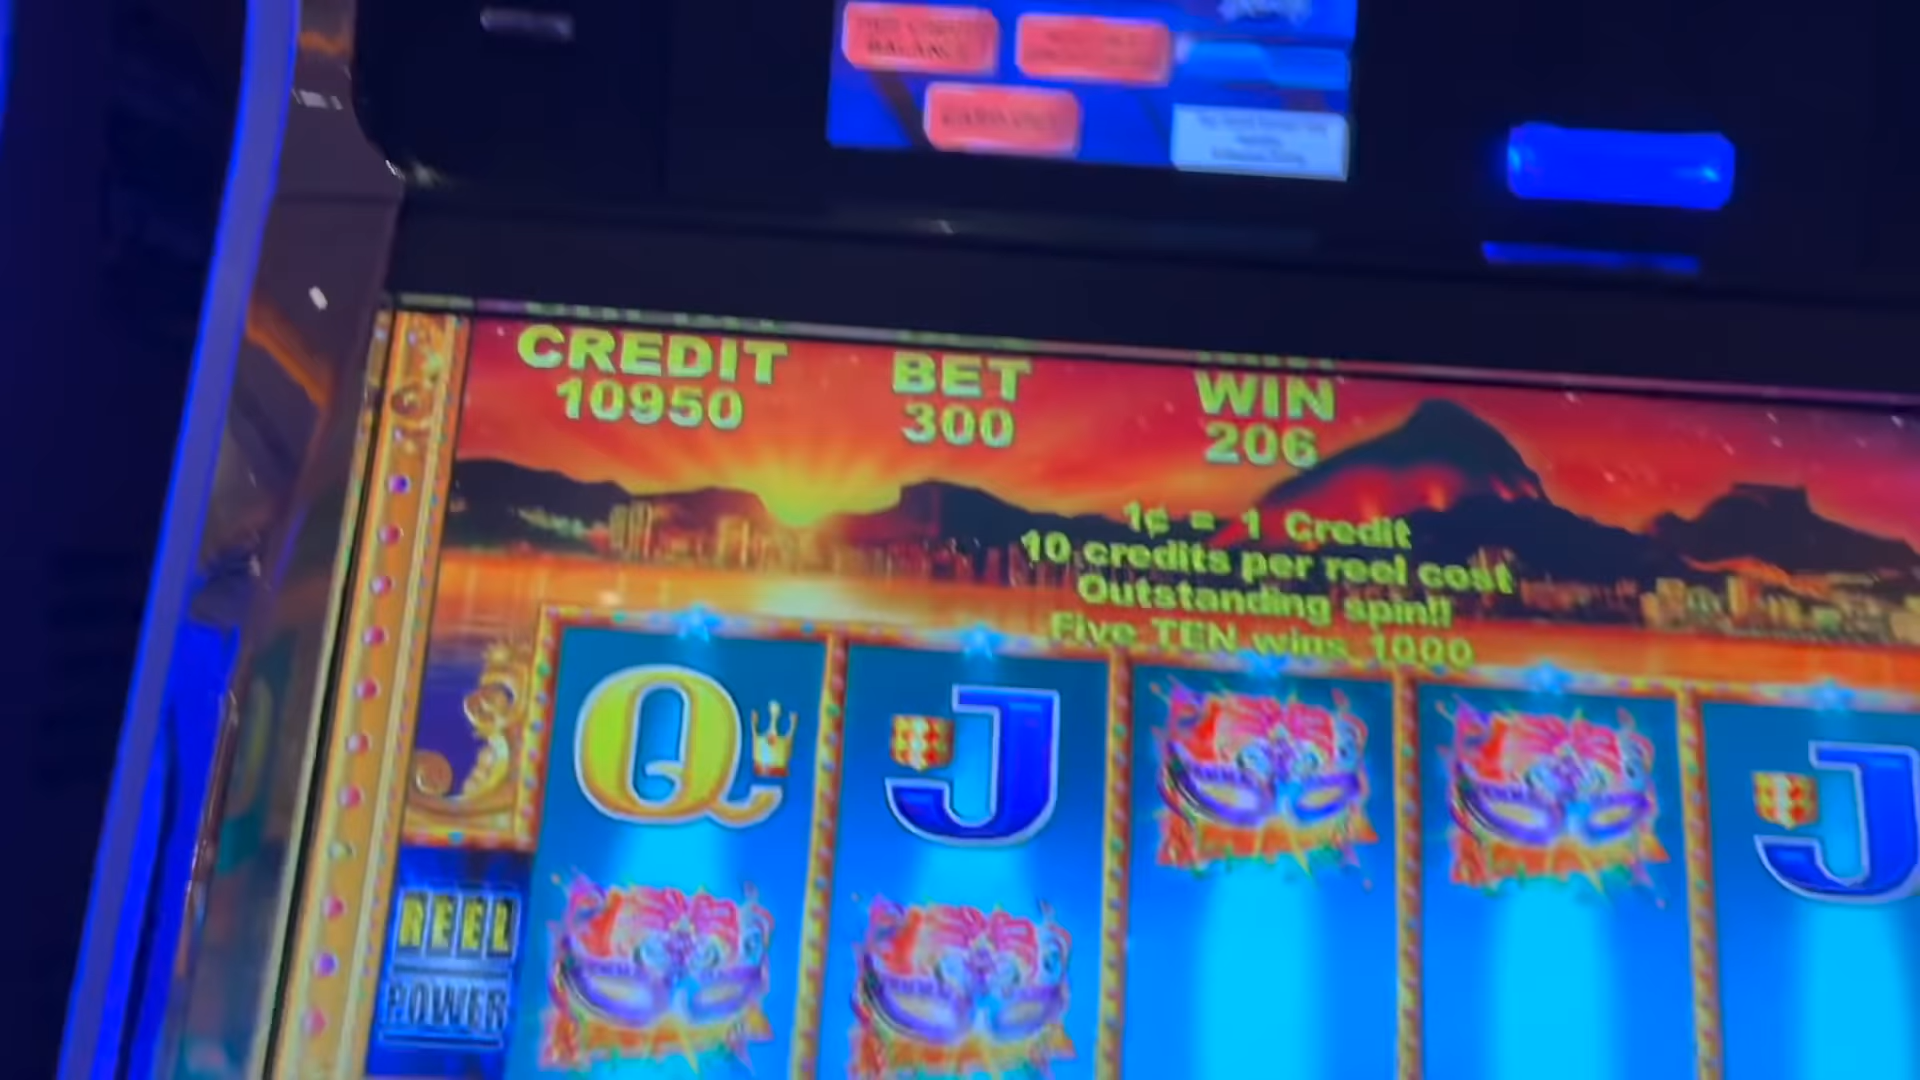 BALANCE
CREDIT BET WIN
10950 300 206
1¢ = 1 Credit
10 credits per reel cost
Outstanding spin!!
Five TEN wins 1000
Q J J
REEL
POWER